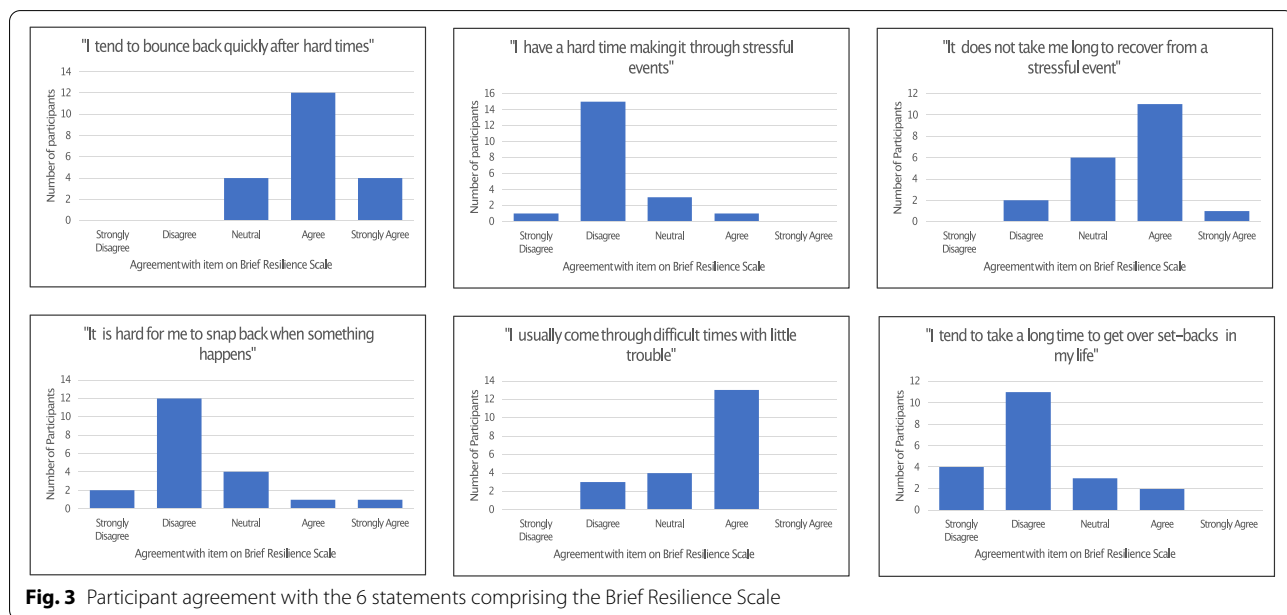 "I tend to bounce back quickly after hard times"
14
12
10
8
6
4
2
0
Number of participants
Strongly
Disagree
Disagree
Neutral
Agree
Strongly Agree
Agreement with item on Brief Resilience Scale
"I have a hard time making it through stressful
events"
16
14
12
10
8
6
4
2
0
Number of participants
Strongly
Disagree
Disagree
Neutral
Agree
Strongly Agree
Agreement with item on Brief Resilience Scale
"It does not take me long to recover from a
stressful event"
12
10
8
6
4
2
0
Number of Participants
Strongly
Disagree
Disagree
Neutral
Agree
Strongly Agree
Agreement with item on Brief Resilience Scale
"It is hard for me to snap back when something
happens"
14
12
10
8
6
4
2
0
Number of Participants
Strongly
Disagree
Disagree
Neutral
Agree
Strongly Agree
Agreement with item on Brief Resilience Scale
"I usually come through difficult times with little
trouble"
14
12
10
8
6
4
2
0
Number of Participants
Strongly
Disagree
Disagree
Neutral
Agree
Strongly Agree
Agreement with item on Brief Resilience Scale
"I tend to take a long time to get over set-backs in
my life"
12
10
8
6
4
2
0
Number of Participants
Strongly
Disagree
Disagree
Neutral
Agree
Strongly Agree
Agreement with item on Brief Resilience Scale
Fig. 3 Participant agreement with the 6 statements comprising the Brief Resilience Scale